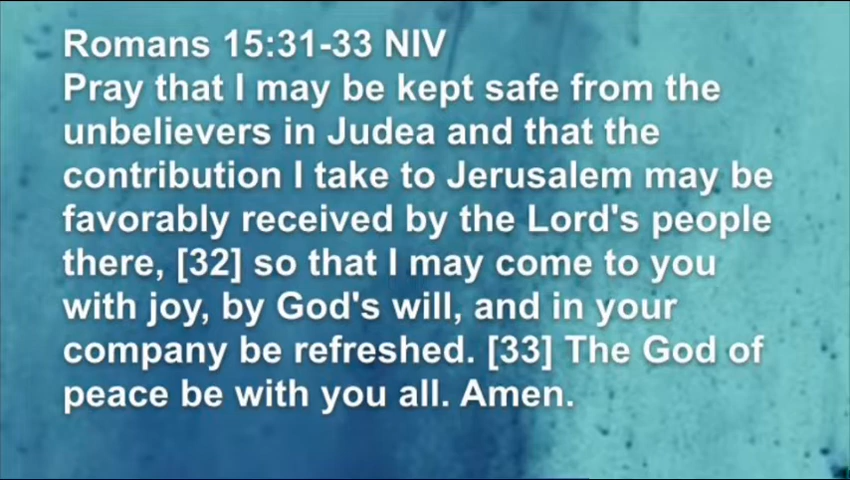 Romans 15:31-33 NIV
Pray that I may be kept safe from the
unbelievers in Judea and that the
contribution I take to Jerusalem may be
favorably received by the Lord's people
there, [32] so that I may come to you
with joy, by God's will, and in your
company be refreshed. [33] The God of
peace be with you all. Amen.